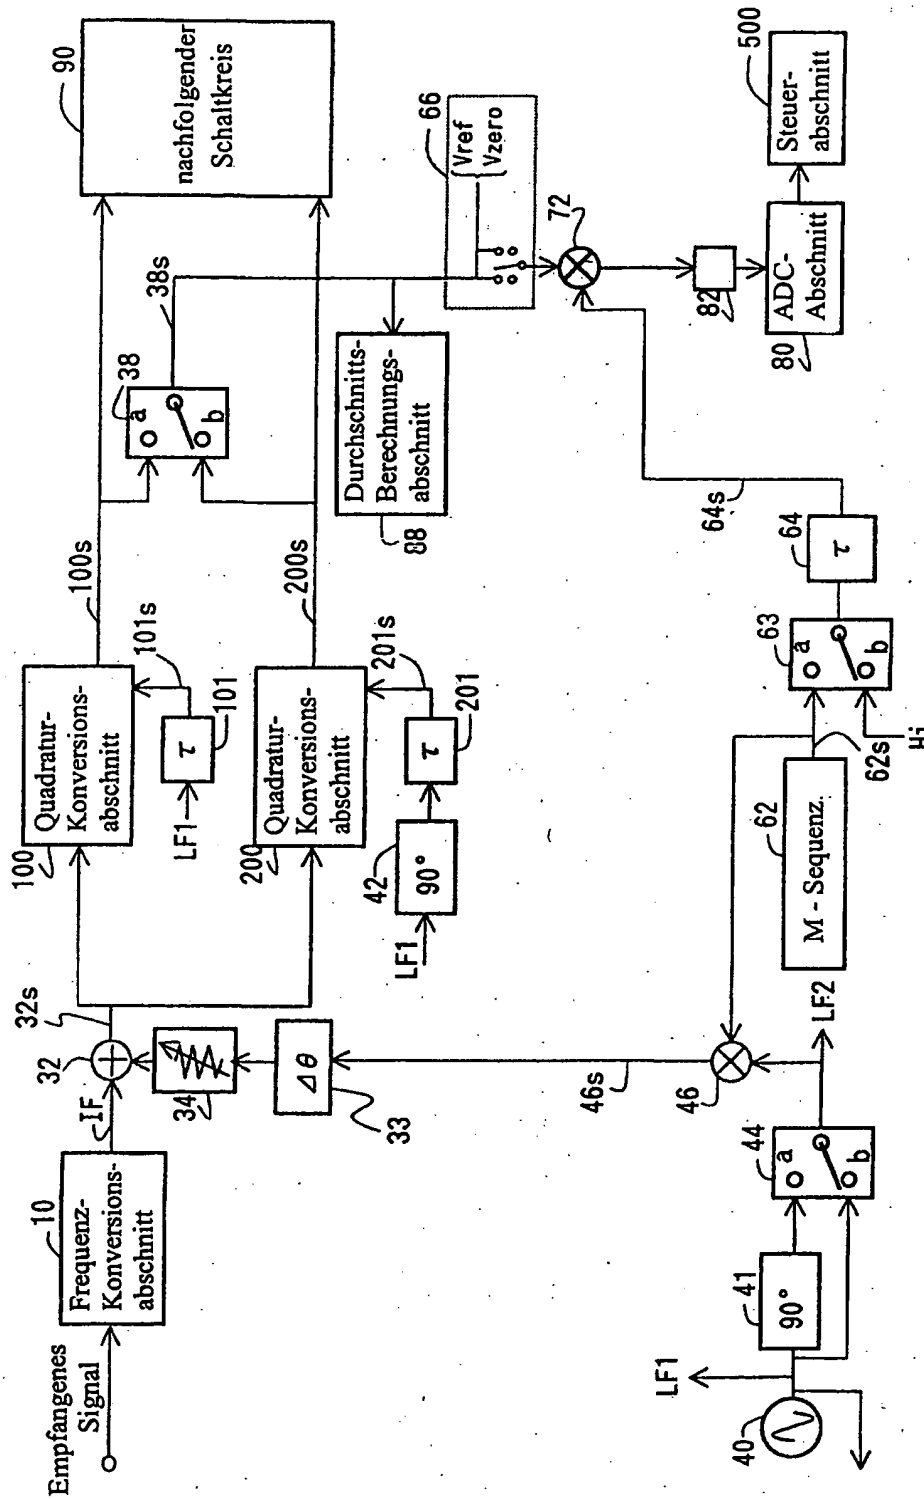 Empfangenes
Signal
10
Frequenz-
Konversions-
abschnitt
IF
32
32s
34
Δθ
33
100
Quadratur-
Konversions-
abschnitt
100s
101s
τ
101
LF1
200
Quadratur-
Konversions-
abschnitt
200s
201s
τ
201
42
90°
LF1
38
a
b
38s
90
nachfolgender
Schaltkreis
Durchschnitts-
Berechnungs-
abschnitt
88
66
Vref
Vzero
72
82
ADC-
Abschnitt
80
Steuer-
abschnitt
500
40
LF1
41
90°
44
a
b
LF2
46
46s
62
M - Sequenz.
62s
Hi
63
a
b
64
τ
64s